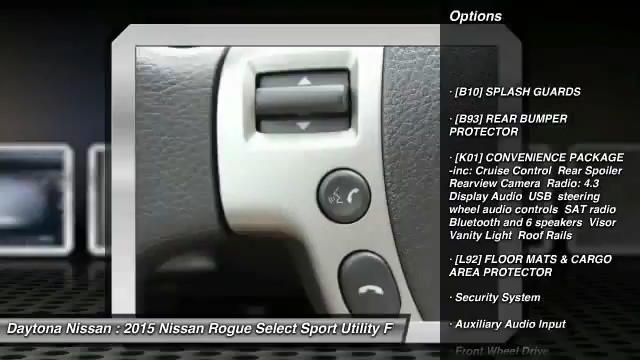 Options
· [B10] SPLASH GUARDS
· [B93] REAR BUMPER
PROTECTOR
· [K01] CONVENIENCE PACKAGE
-inc: Cruise Control  Rear Spoiler
Rearview Camera  Radio: 4.3
Display Audio  USB  steering
wheel audio controls  SAT radio
Bluetooth and 6 speakers  Visor
Vanity Light  Roof Rails
· [L92] FLOOR MATS & CARGO
AREA PROTECTOR
· Security System
· Auxiliary Audio Input
· Front Wheel Drive
Daytona Nissan : 2015 Nissan Rogue Select Sport Utility F